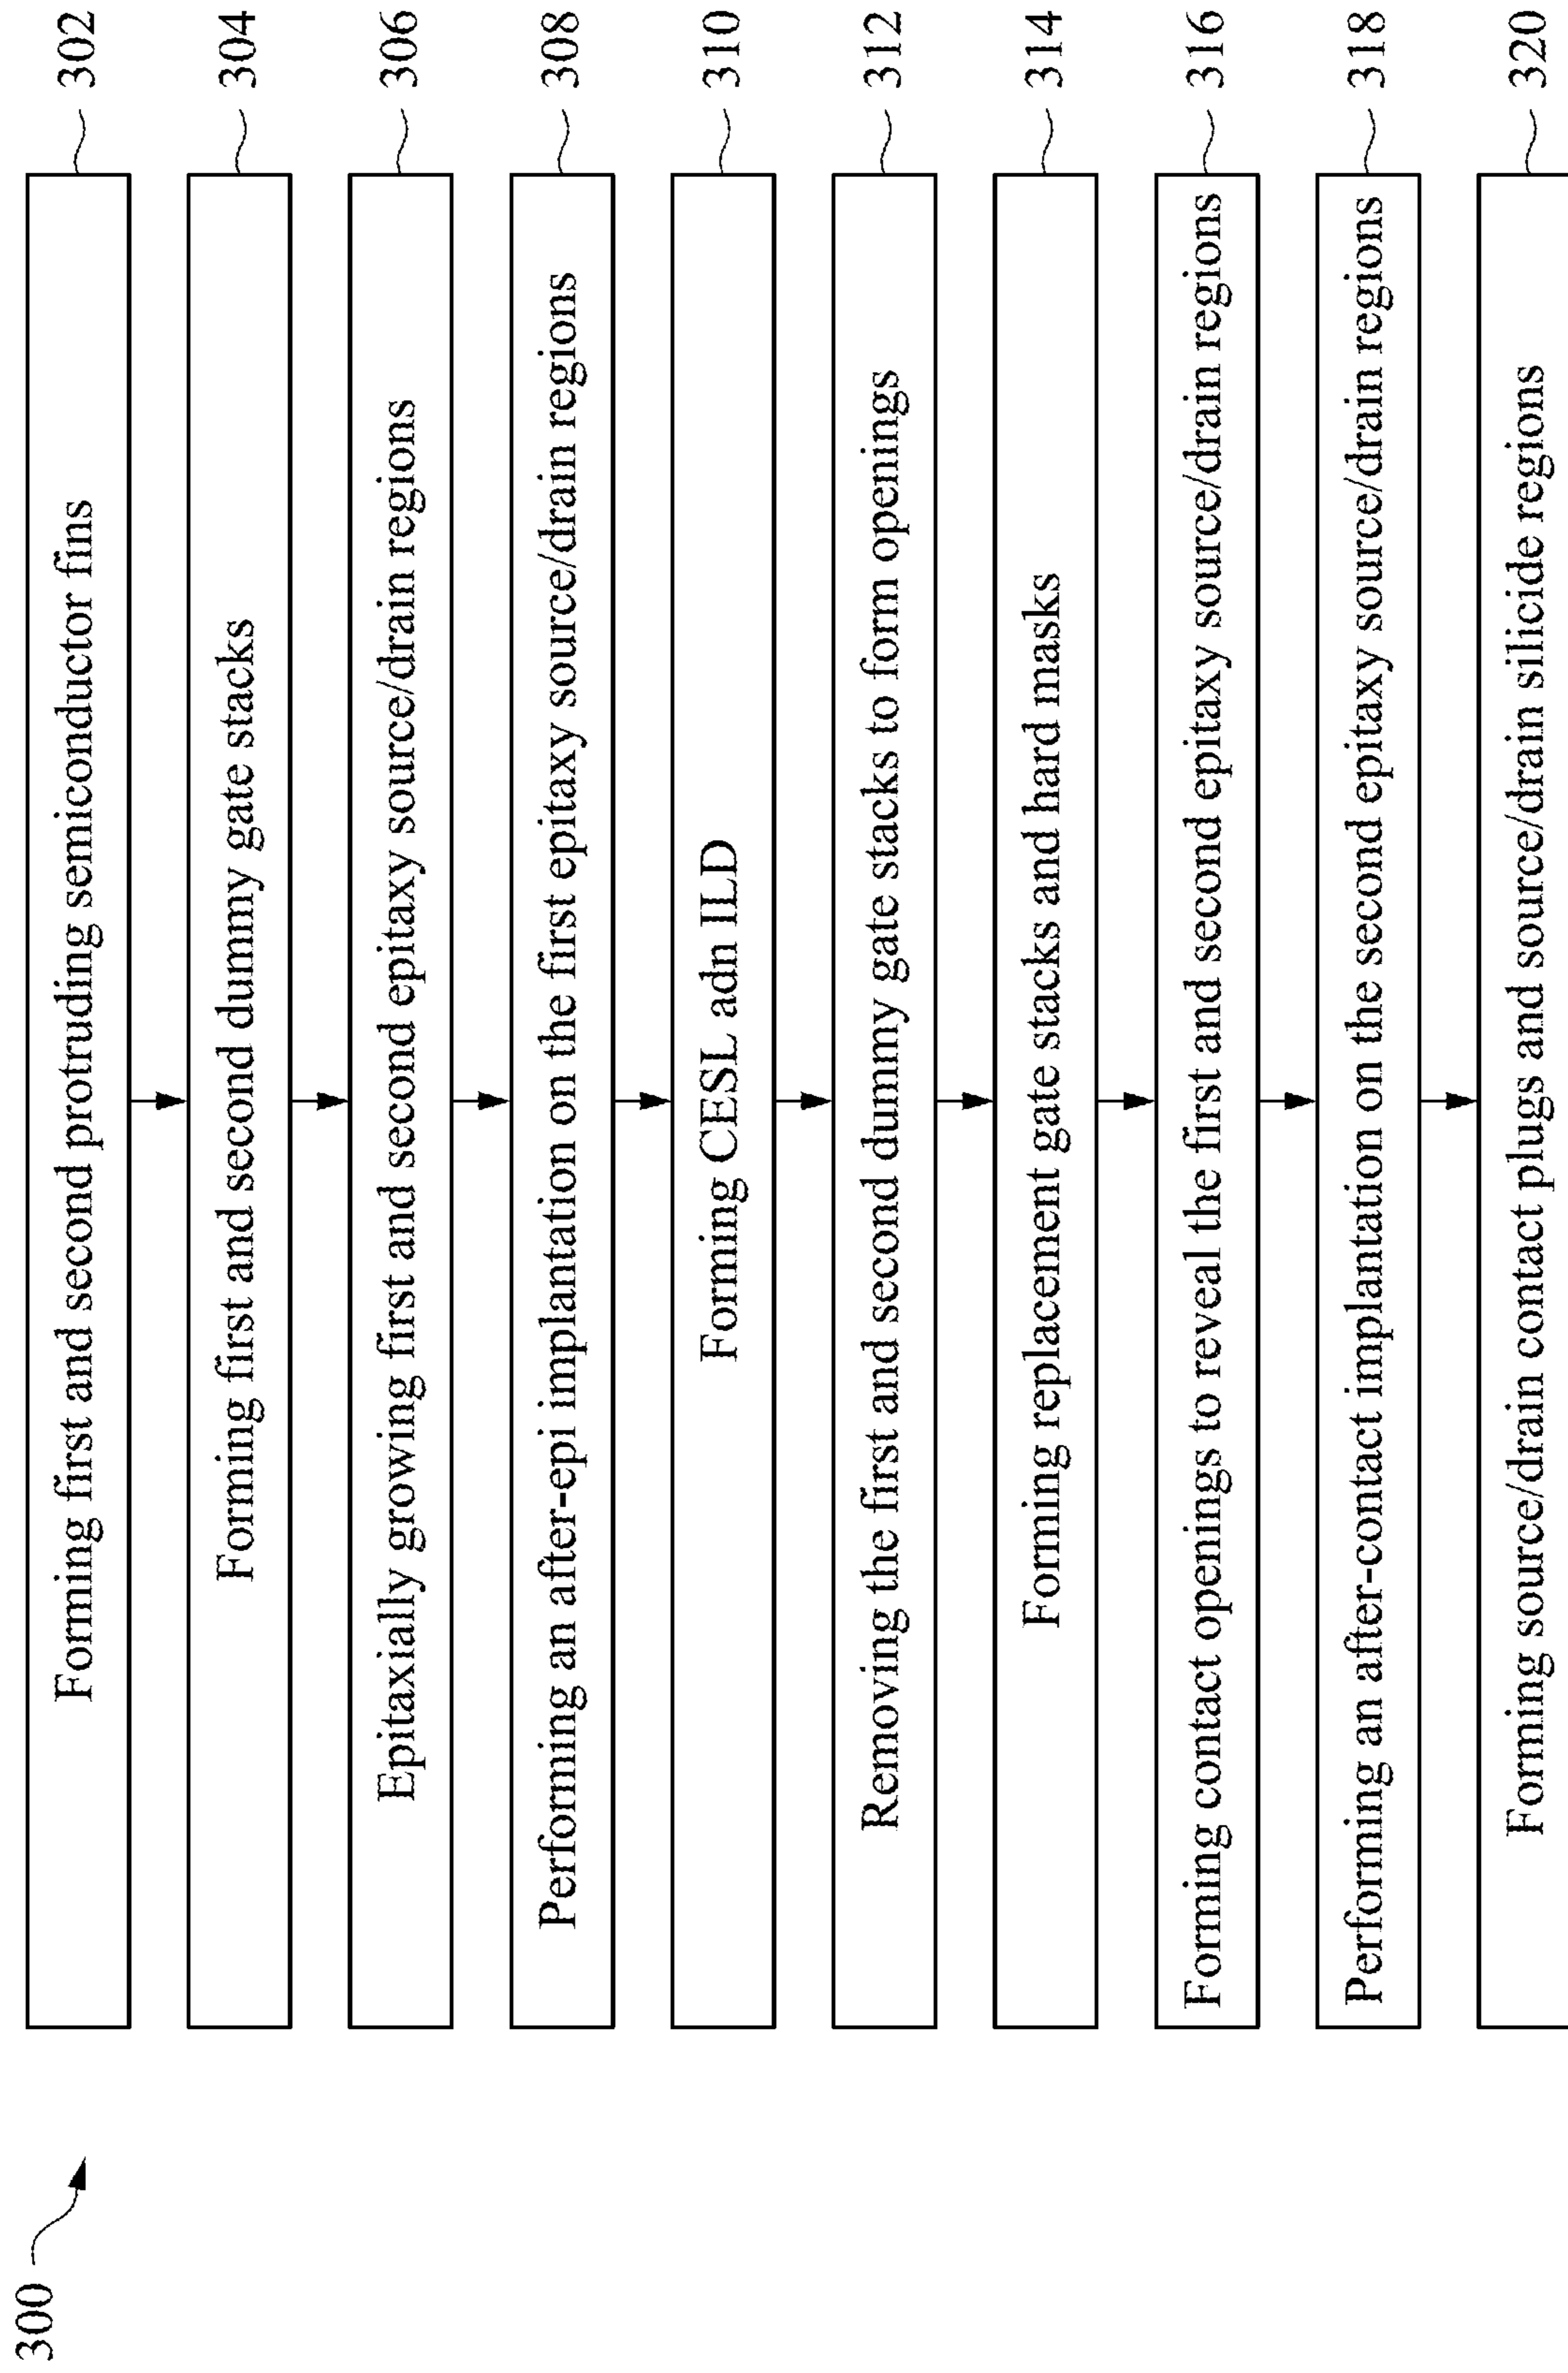 300
Forming first and second protruding semiconductor fins 302
Forming first and second dummy gate stacks 304
Epitaxially growing first and second epitaxy source/drain regions 306
Performing an after-epi implantation on the first epitaxy source/drain regions 308
Forming CESL adn ILD 310
Removing the first and second dummy gate stacks to form openings 312
Forming replacement gate stacks and hard masks 314
Forming contact openings to reveal the first and second epitaxy source/drain regions 316
Performing an after-contact implantation on the second epitaxy source/drain regions 318
Forming source/drain contact plugs and source/drain silicide regions 320